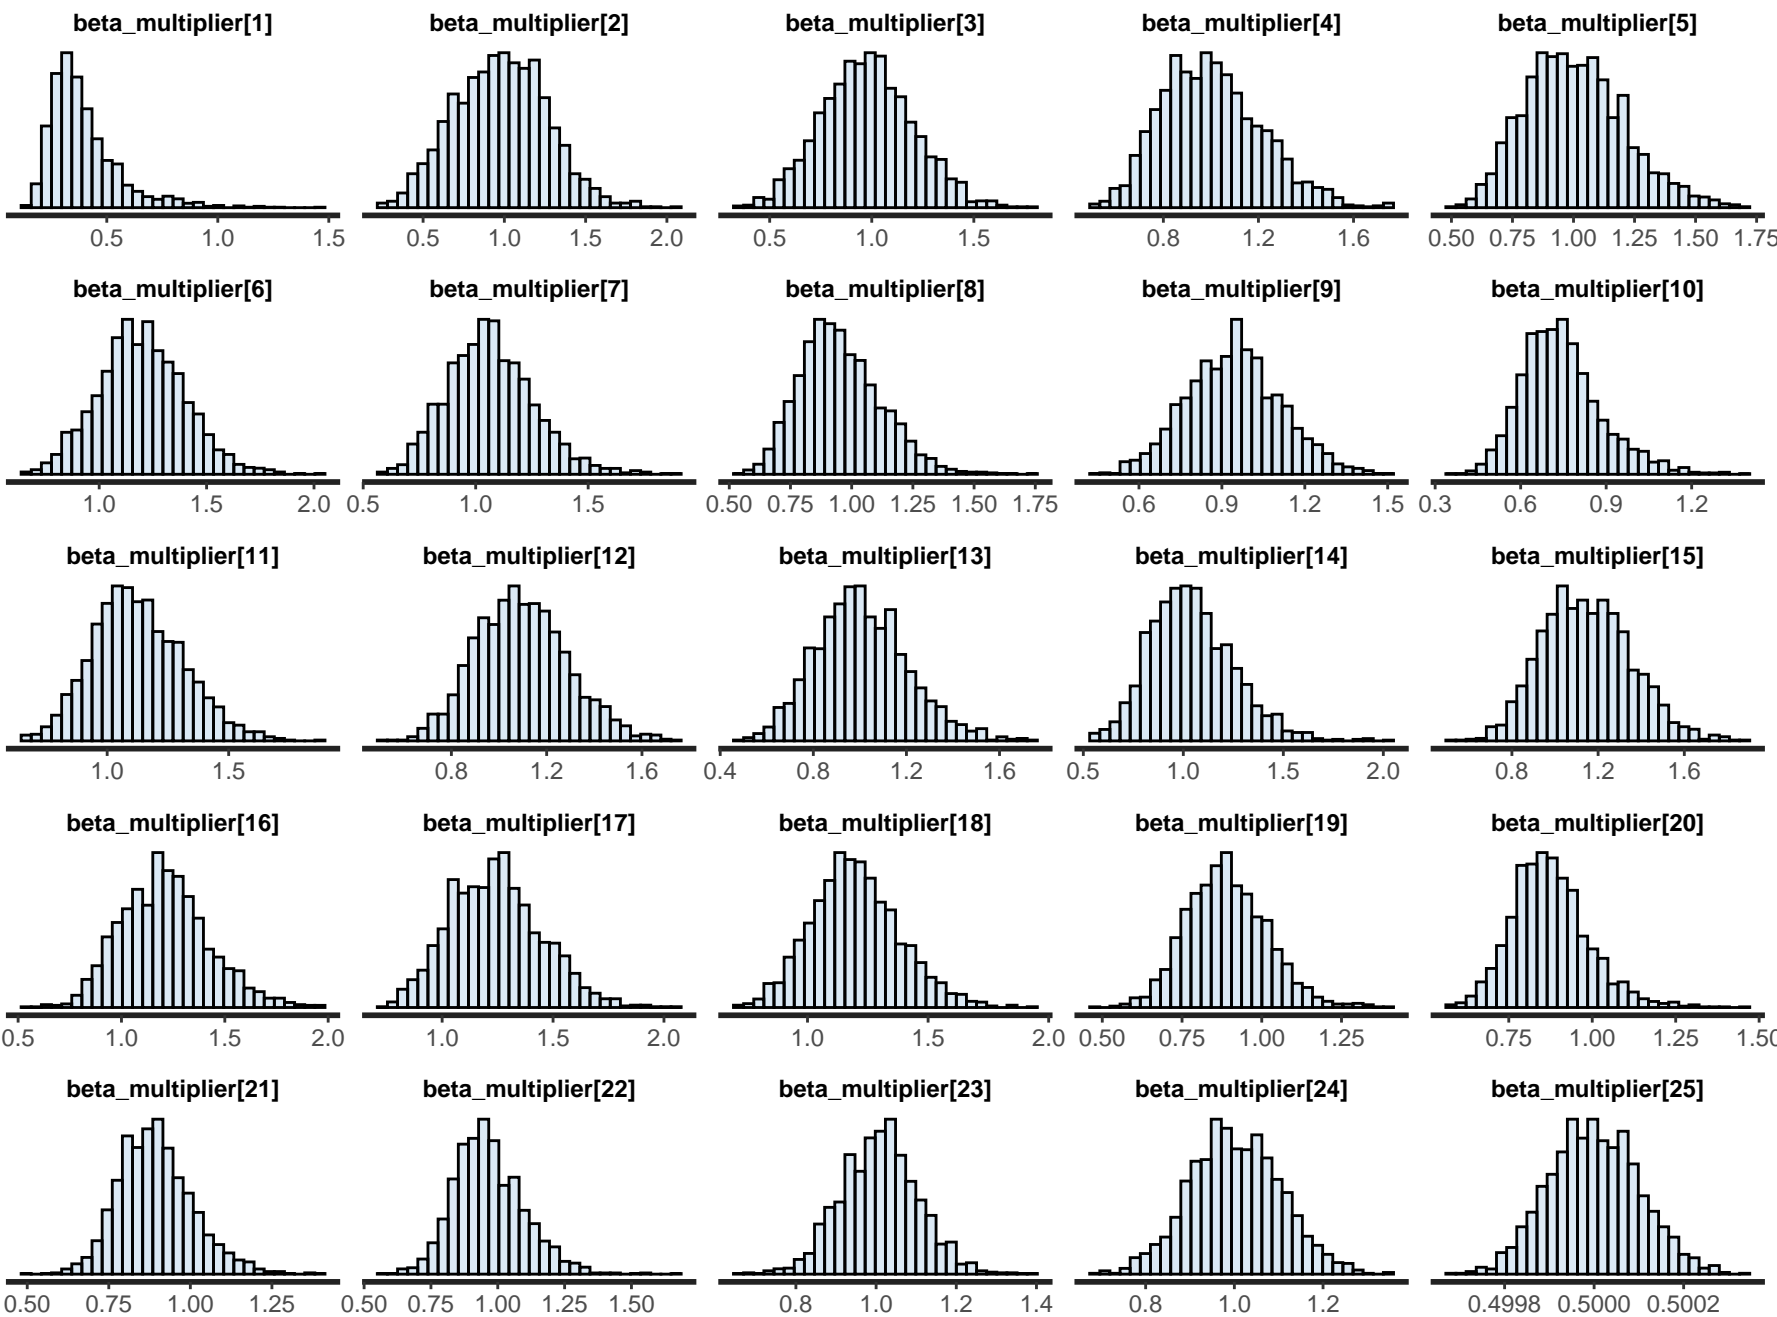 beta_multiplier[1] beta_multiplier[2] beta_multiplier[3] beta_multiplier[4] beta_multiplier[5]
0.5 1.0 1.5 0.5 1.0 1.5 2.0 0.5 1.0 1.5 0.8 1.2 1.6 0.50 0.75 1.00 1.25 1.50 1.75
beta_multiplier[6] beta_multiplier[7] beta_multiplier[8] beta_multiplier[9] beta_multiplier[10]
1.0 1.5 2.0 0.5 1.0 1.5 0.50 0.75 1.00 1.25 1.50 1.75 0.6 0.9 1.2 1.5 0.3 0.6 0.9 1.2
beta_multiplier[11] beta_multiplier[12] beta_multiplier[13] beta_multiplier[14] beta_multiplier[15]
1.0 1.5 0.8 1.2 1.6 0.4 0.8 1.2 1.6 0.5 1.0 1.5 2.0 0.8 1.2 1.6
beta_multiplier[16] beta_multiplier[17] beta_multiplier[18] beta_multiplier[19] beta_multiplier[20]
0.5 1.0 1.5 2.0 1.0 1.5 2.0 1.0 1.5 2.0 0.50 0.75 1.00 1.25 0.75 1.00 1.25 1.50
beta_multiplier[21] beta_multiplier[22] beta_multiplier[23] beta_multiplier[24] beta_multiplier[25]
0.50 0.75 1.00 1.25 0.50 0.75 1.00 1.25 1.50 0.8 1.0 1.2 1.4 0.8 1.0 1.2 0.4998 0.5000 0.5002